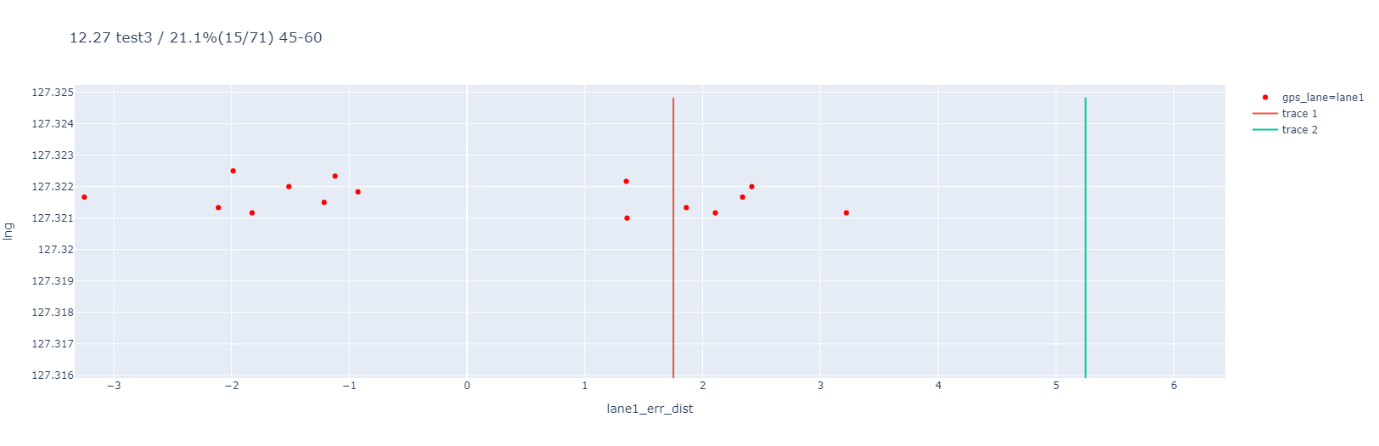 12.27 test3 / 21.1%(15/71) 45-60
127.325
127.324
127.323
127.322
127.321
127.32
127.319
127.318
127.317
127.316
lng
−3 −2 −1 0 1 2 3 4 5 6
lane1_err_dist
gps_lane=lane1
trace 1
trace 2